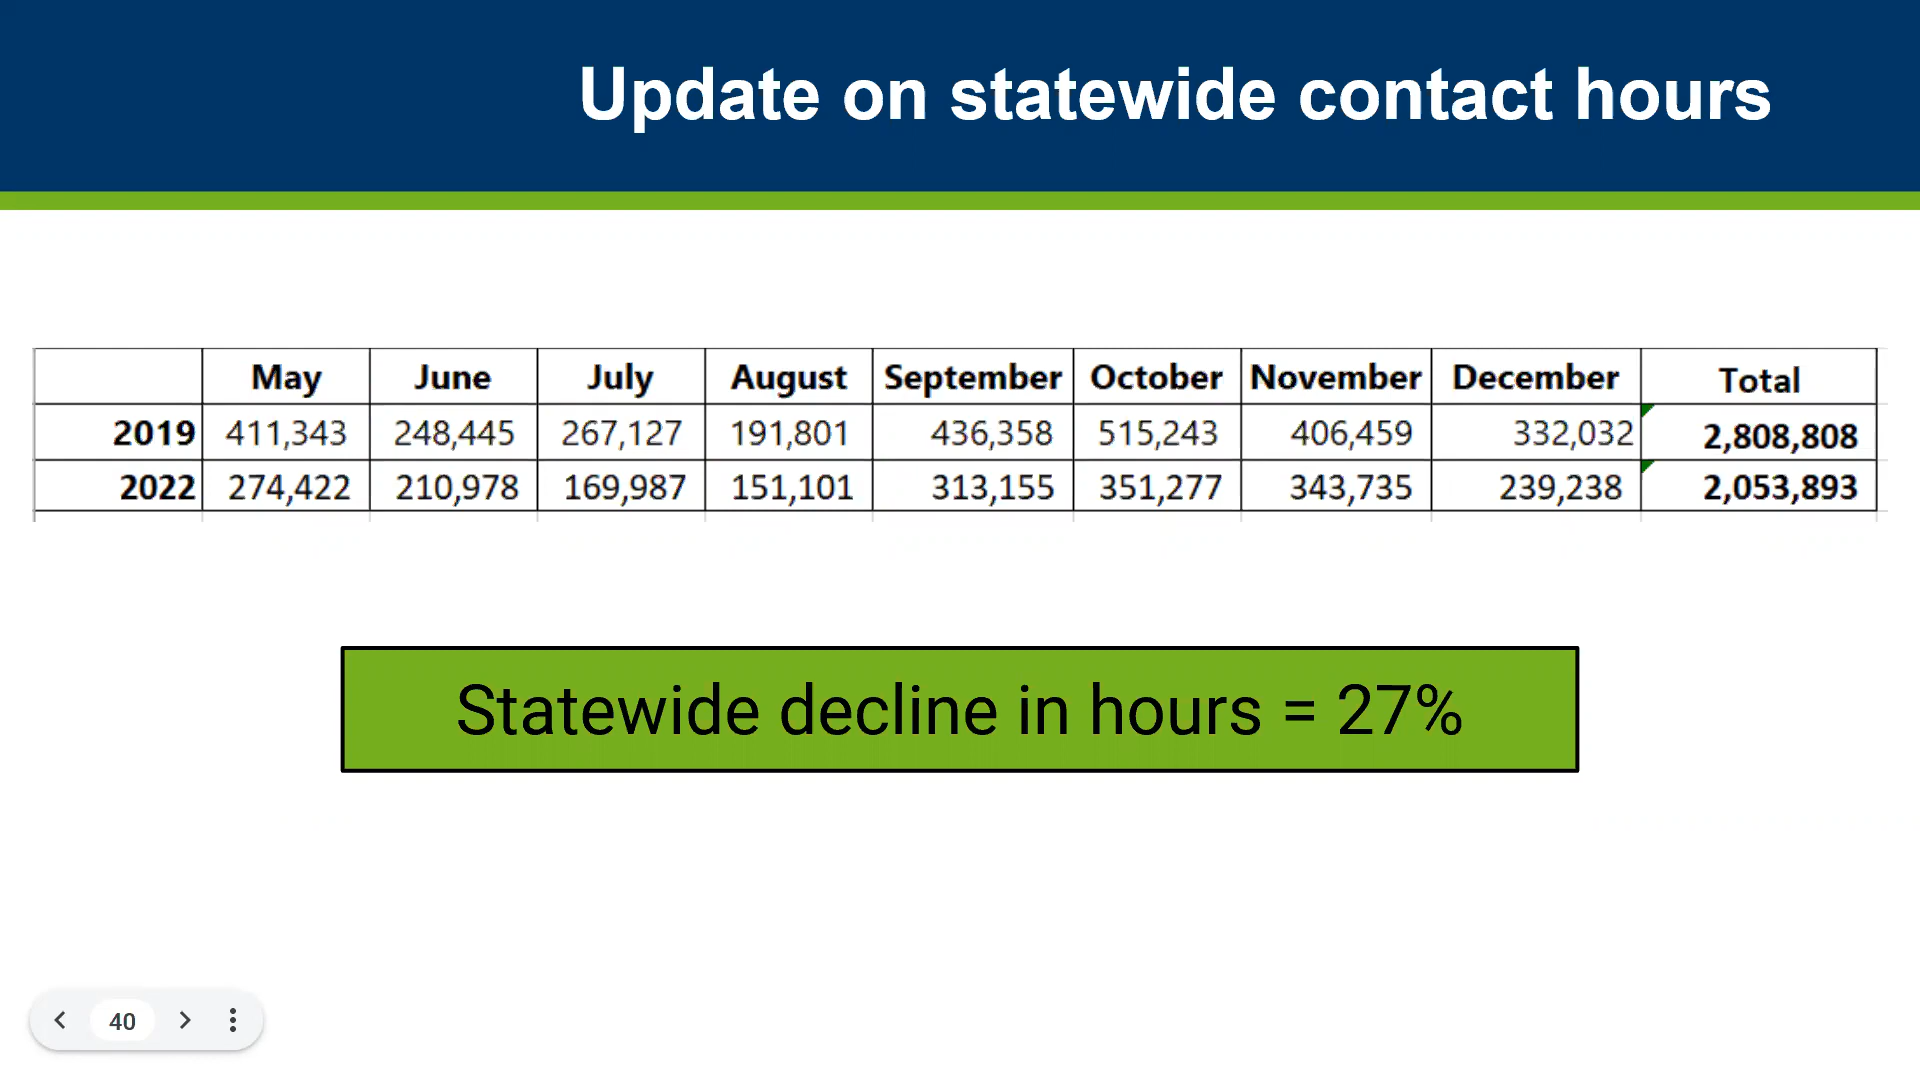 Update on statewide contact hours
May June July August September October November December Total
2019 411,343 248,445 267,127 191,801 436,358 515,243 406,459 332,032 2,808,808
2022 274,422 210,978 169,987 151,101 313,155 351,277 343,735 239,238 2,053,893
Statewide decline in hours = 27%
40